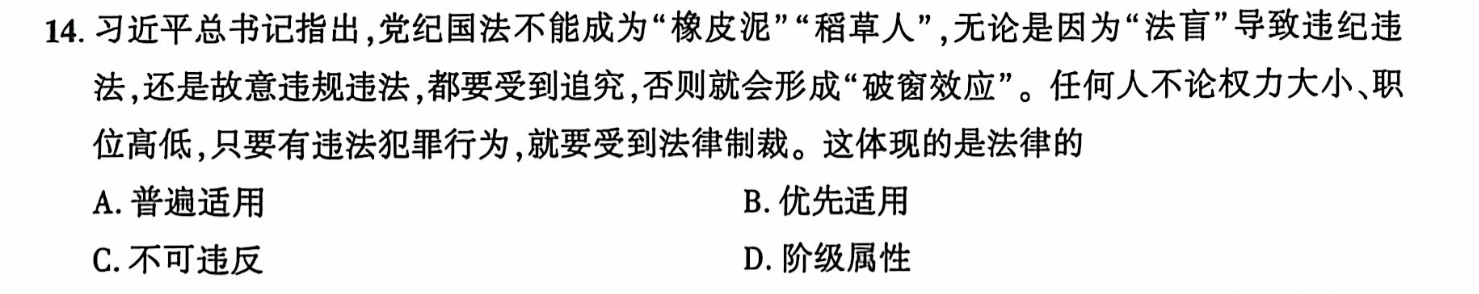 14. 习近平总书记指出,党纪国法不能成为“橡皮泥”“稻草人”,无论是因为“法盲”导致违纪违
法,还是故意违规违法,都要受到追究,否则就会形成“破窗效应”。任何人不论权力大小、职
位高低,只要有违法犯罪行为,就要受到法律制裁。这体现的是法律的
A. 普遍适用 B. 优先适用
C. 不可违反 D. 阶级属性